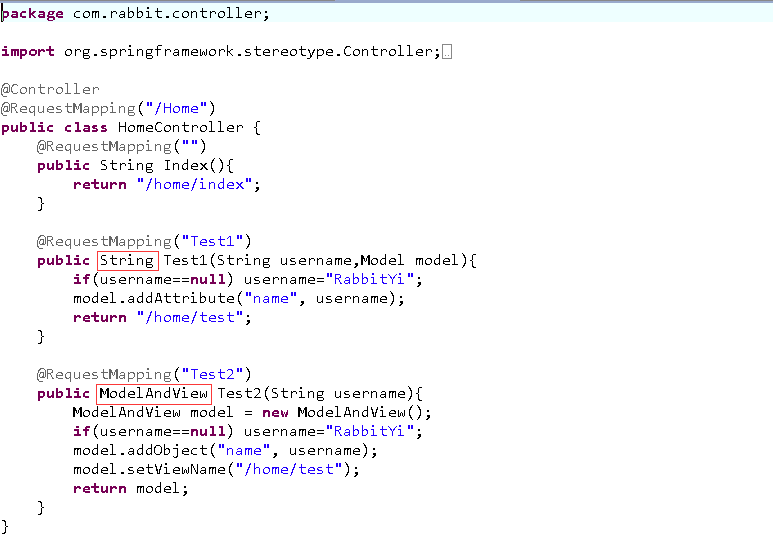 package com.rabbit.controller;
import org.springframework.stereotype.Controller;
@Controller
@RequestMapping("/Home")
public class HomeController {
    @RequestMapping("")
    public String Index(){
        return "/home/index";
    }
    @RequestMapping("Test1")
    public String Test1(String username,Model model){
        if(username==null) username="RabbitYi";
        model.addAttribute("name", username);
        return "/home/test";
    }
    @RequestMapping("Test2")
    public ModelAndView Test2(String username){
        ModelAndView model = new ModelAndView();
        if(username==null) username="RabbitYi";
        model.addObject("name", username);
        model.setViewName("/home/test");
        return model;
    }
}